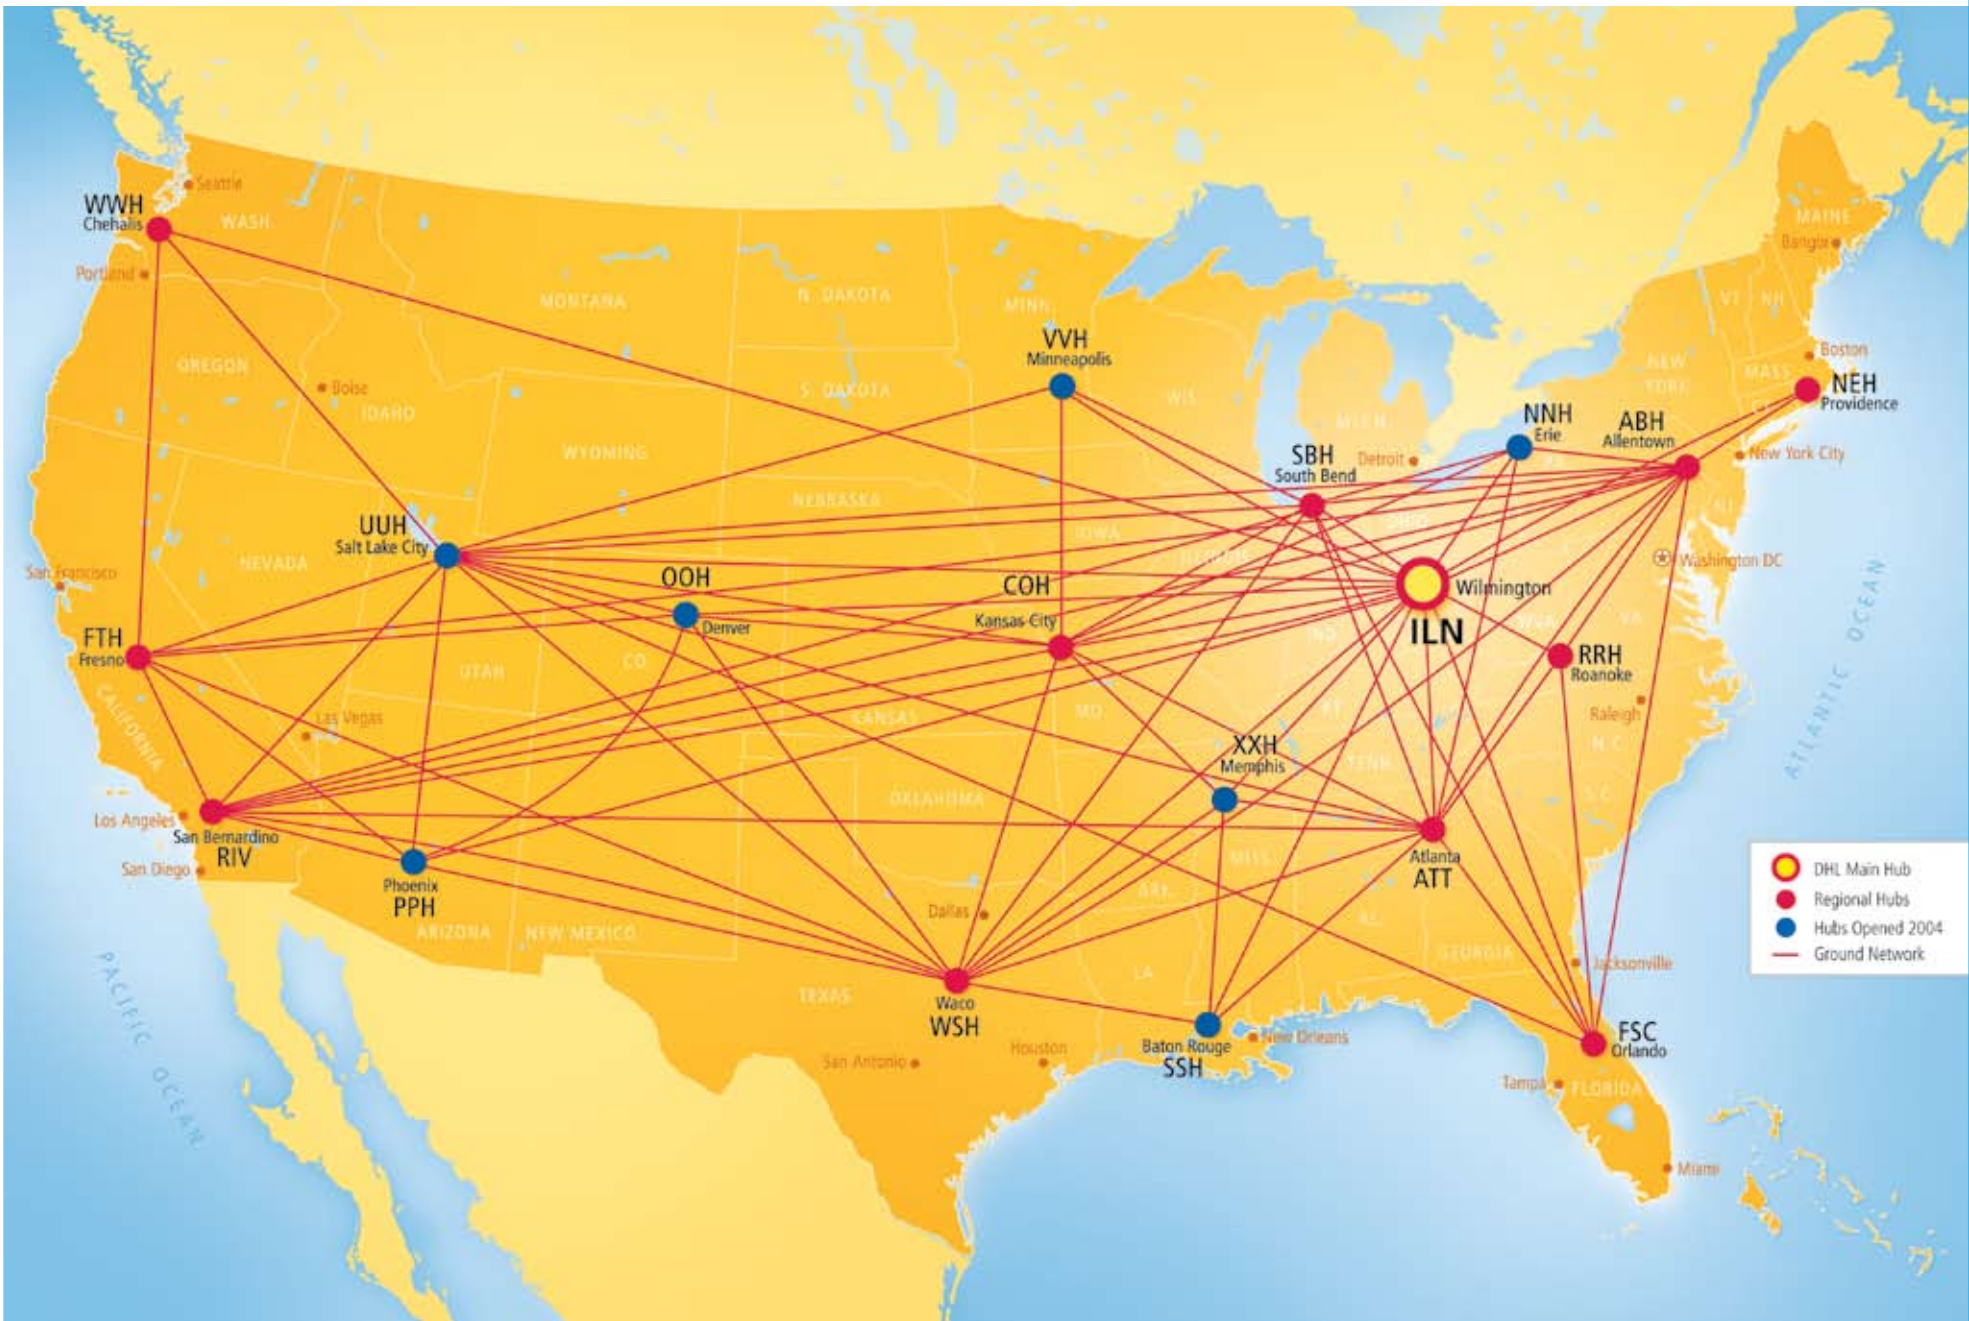 Seattle
WWH
Chehalis
WASH.
Portland
MONTANA
N. DAKOTA
MINN.
MAINE
Bangor
VT
NH
OREGON
Boise
IDAHO
S. DAKOTA
VVH
Minneapolis
WIS.
MICH.
NEW
YORK
MASS
Boston
NEH
Providence
NNH
Erie
ABH
Allentown
New York City
WYOMING
NEBRASKA
SBH
South Bend
Detroit
NJ
UUH
Salt Lake City
NEVADA
San Francisco
IOWA
ILLINOIS
OHIO
Washington DC
OOH
Denver
COH
Kansas City
Wilmington
ILN
IND.
W.VA.
VA.
FTH
Fresno
UTAH
CO.
RRH
Roanoke
Raleigh
CALIFORNIA
Las Vegas
KANSAS
MO.
KY.
N.C.
ATLANTIC OCEAN
XXH
Memphis
TENN.
S.C.
OKLAHOMA
Los Angeles
San Bernardino
RIV
San Diego
Phoenix
PPH
ARIZONA
NEW MEXICO
Dallas
ARK.
MISS.
AL.
Atlanta
ATT
GEORGIA
DHL Main Hub
Regional Hubs
Hubs Opened 2004
Ground Network
PACIFIC OCEAN
TEXAS
Waco
WSH
LA
Jacksonville
San Antonio
Houston
Baton Rouge
SSH
New Orleans
FSC
Orlando
Tampa
FLORIDA
Miami